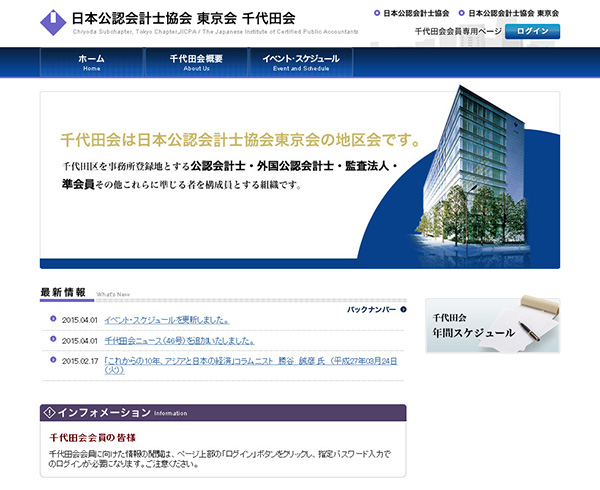 日本公認会計士協会 東京会 千代田会
Chiyoda Subchapter, Tokyo Chapter,JICPA / The Japanese Institute of Certified Public Accountants
日本公認会計士協会 日本公認会計士協会 東京会
千代田会会員専用ページ ログイン
ホーム 千代田会概要 イベント・スケジュール
Home About Us Event and Schedule
千代田会は日本公認会計士協会東京会の地区会です。
千代田区を事務所登録地とする公認会計士・外国公認会計士・監査法人・
準会員その他これらに準じる者を構成員とする組織です。
最新情報 What's New
バックナンバー
2015.04.01 イベント・スケジュールを更新しました。
2015.04.01 千代田会ニュース(46号)を追加いたしました。
2015.02.17 「これからの10年、アジアと日本の経済」コラムニスト 勝谷 誠彦 氏 (平成27年03月24日
(火))
千代田会
年間スケジュール
インフォメーション Information
千代田会会員の皆様
千代田会会員に向けた情報の閲覧は、ページ上部の「ログイン」ボタンをクリックし、指定パスワード入力で
のログインが必要になります。ご注意ください。